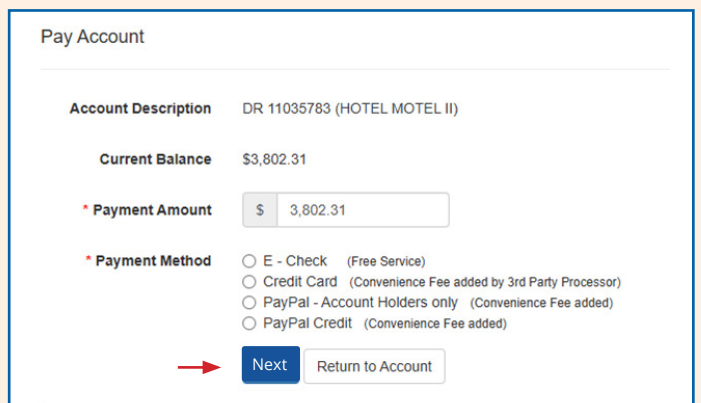 Pay Account
Account Description DR 11035783 (HOTEL MOTEL II)
Current Balance $3,802.31
* Payment Amount $ 3,802.31
* Payment Method E - Check (Free Service)
Credit Card (Convenience Fee added by 3rd Party Processor)
PayPal - Account Holders only (Convenience Fee added)
PayPal Credit (Convenience Fee added)
Next Return to Account